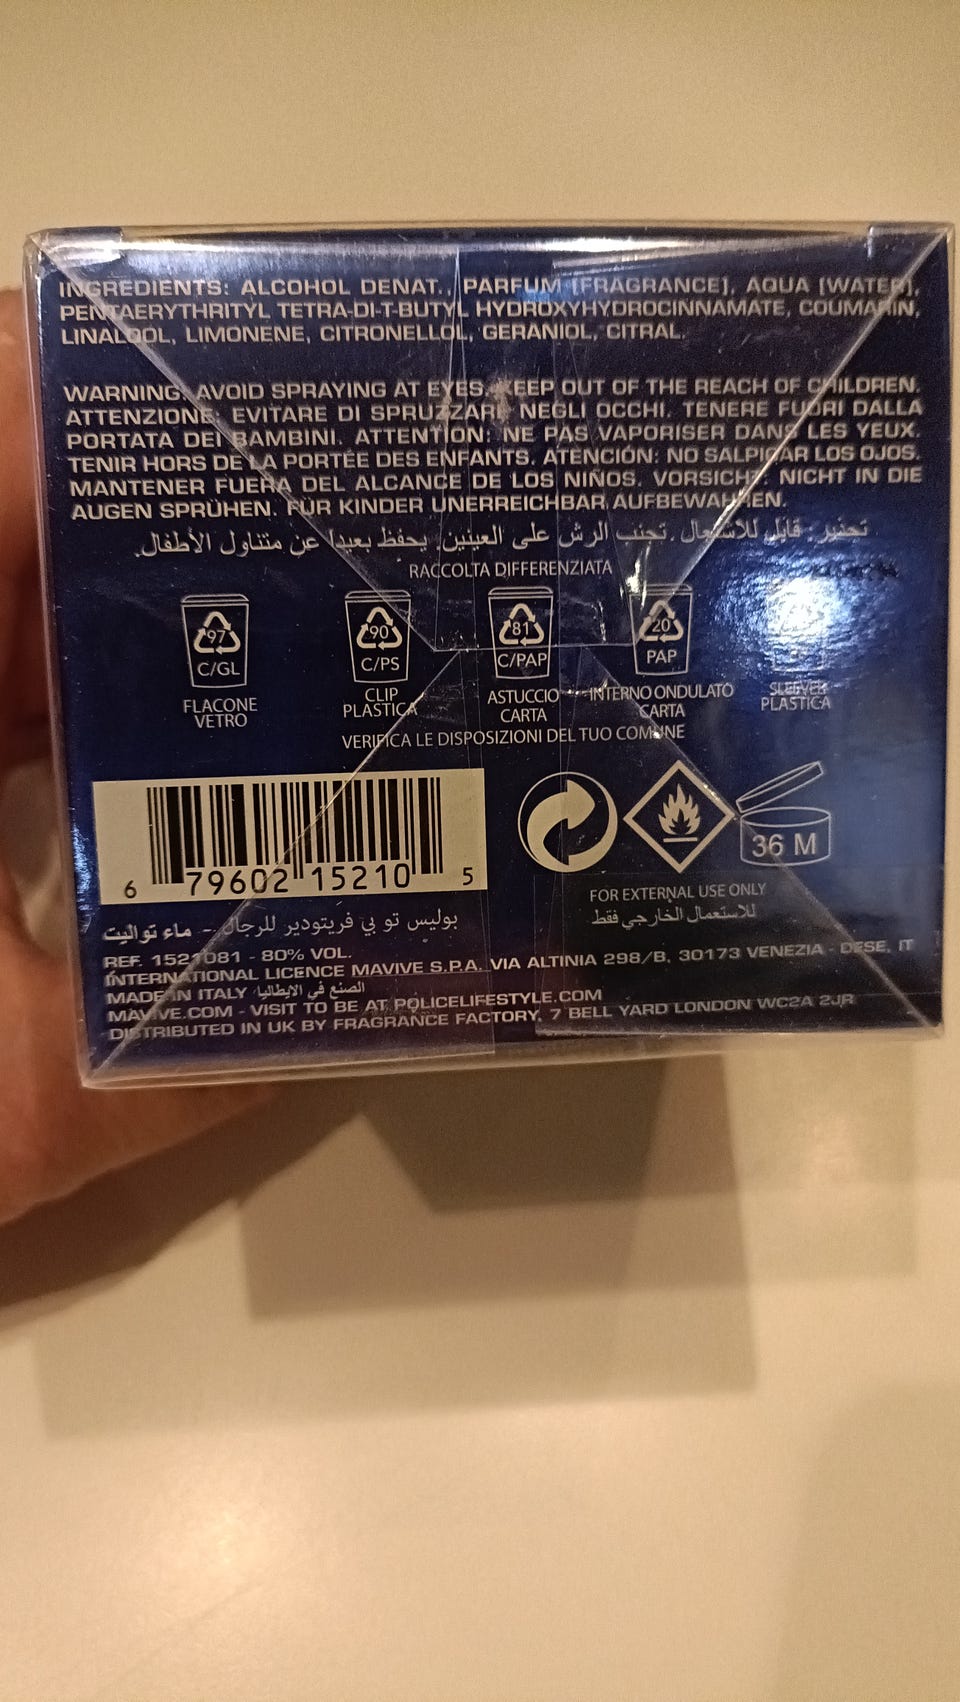 INGREDIENTS: ALCOHOL DENAT., PARFUM [FRAGRANCE], AQUA [WATER],
PENTAERYTHRITYL TETRA-DI-T-BUTYL HYDROXYHYDROCINNAMATE, COUMARIN,
LINALOOL, LIMONENE, CITRONELLOL, GERANIOL, CITRAL.
WARNING: AVOID SPRAYING AT EYES. KEEP OUT OF THE REACH OF CHILDREN.
ATTENZIONE: EVITARE DI SPRUZZARE NEGLI OCCHI. TENERE FUORI DALLA
PORTATA DEI BAMBINI. ATTENTION: NE PAS VAPORISER DANS LES YEUX.
TENIR HORS DE LA PORTÉE DES ENFANTS. ATENCIÓN: NO SALPICAR LOS OJOS.
MANTENER FUERA DEL ALCANCE DE LOS NIÑOS. VORSICHT: NICHT IN DIE
AUGEN SPRÜHEN. FÜR KINDER UNERREICHBAR AUFBEWAHREN.
تحذير: قابل للاشتعال. تجنب الرش على العينين. يحفظ بعيدا عن متناول الأطفال.
RACCOLTA DIFFERENZIATA
97 90 81 20
C/GL C/PS C/PAP PAP
FLACONE VETRO
CLIP PLASTICA
ASTUCCIO CARTA
INTERNO ONDULATO CARTA
SLEEVER PLASTICA
VERIFICA LE DISPOSIZIONI DEL TUO COMUNE
36 M
6 79602 15210 5
FOR EXTERNAL USE ONLY
للاستعمال الخارجي فقط
بوليس تو بي فريتودير للرجال - ماء تواليت
REF. 1521081 - 80% VOL.
INTERNATIONAL LICENCE MAVIVE S.P.A. VIA ALTINIA 298/B, 30173 VENEZIA - DESE, IT
MADE IN ITALY الصنع في الايطاليا
MAVIVE.COM - VISIT TO BE AT POLICELIFESTYLE.COM
DISTRIBUTED IN UK BY FRAGRANCE FACTORY, 7 BELL YARD LONDON WC2A 2JR